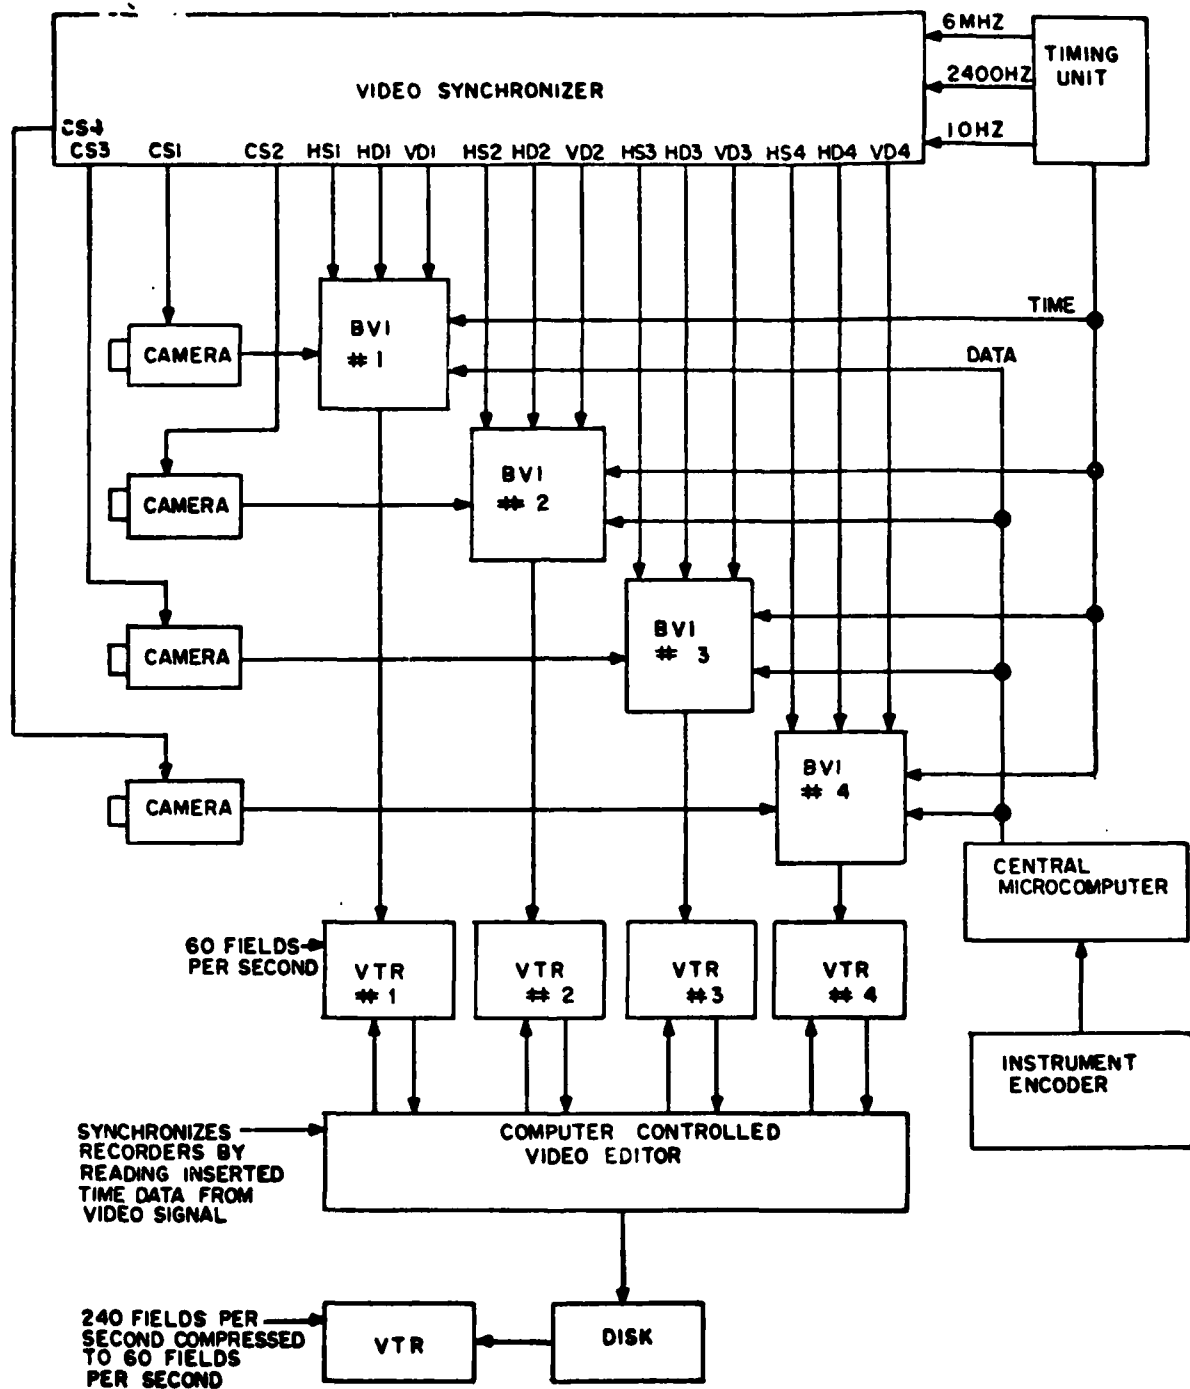 6MHZ
TIMING
UNIT
VIDEO SYNCHRONIZER
2400HZ
10HZ
CS4
CS3 CS1 CS2 HS1 HD1 VD1 HS2 HD2 VD2 HS3 HD3 VD3 HS4 HD4 VD4
TIME
BVI
# 1
CAMERA
DATA
BVI
# 2
CAMERA
BVI
# 3
CAMERA
BVI
# 4
CAMERA
CENTRAL
MICROCOMPUTER
60 FIELDS
PER SECOND
VTR
# 1
VTR
# 2
VTR
#3
VTR
# 4
INSTRUMENT
ENCODER
SYNCHRONIZES
RECORDERS BY
READING INSERTED
TIME DATA FROM
VIDEO SIGNAL
COMPUTER CONTROLLED
VIDEO EDITOR
240 FIELDS PER
SECOND COMPRESSED
TO 60 FIELDS
PER SECOND
VTR
DISK